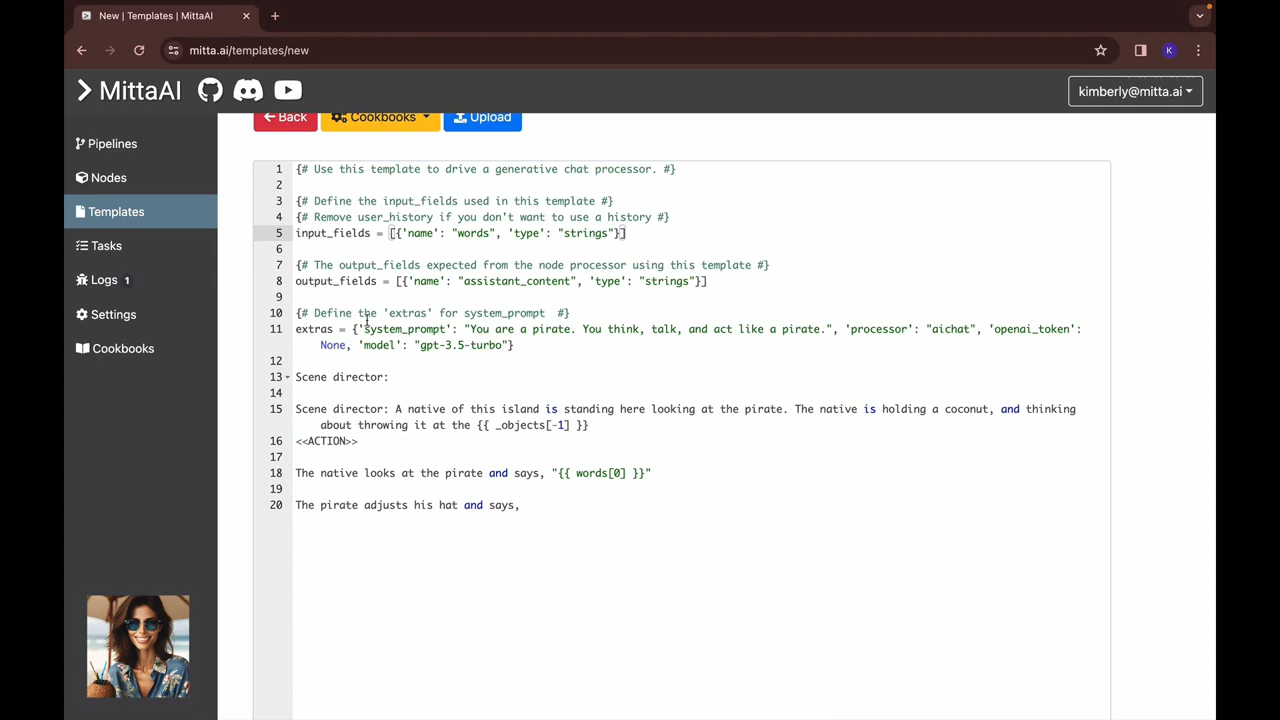 New | Templates | MittaAI
mitta.ai/templates/new
K
MittaAI
kimberly@mitta.ai
Back
Cookbooks
Upload
Pipelines
Nodes
Templates
Tasks
Logs 1
Settings
Cookbooks
1 {# Use this template to drive a generative chat processor. #}
2
3 {# Define the input_fields used in this template #}
4 {# Remove user_history if you don't want to use a history #}
5 input_fields = [{'name': "words", 'type': "strings"}]
6
7 {# The output_fields expected from the node processor using this template #}
8 output_fields = [{'name': "assistant_content", 'type': "strings"}]
9
10 {# Define the 'extras' for system_prompt  #}
11 extras = {'system_prompt': "You are a pirate. You think, talk, and act like a pirate.", 'processor': "aichat", 'openai_token':
None, 'model': "gpt-3.5-turbo"}
12
13 Scene director:
14
15 Scene director: A native of this island is standing here looking at the pirate. The native is holding a coconut, and thinking
about throwing it at the {{ _objects[-1] }}
16 <<ACTION>>
17
18 The native looks at the pirate and says, "{{ words[0] }}"
19
20 The pirate adjusts his hat and says,